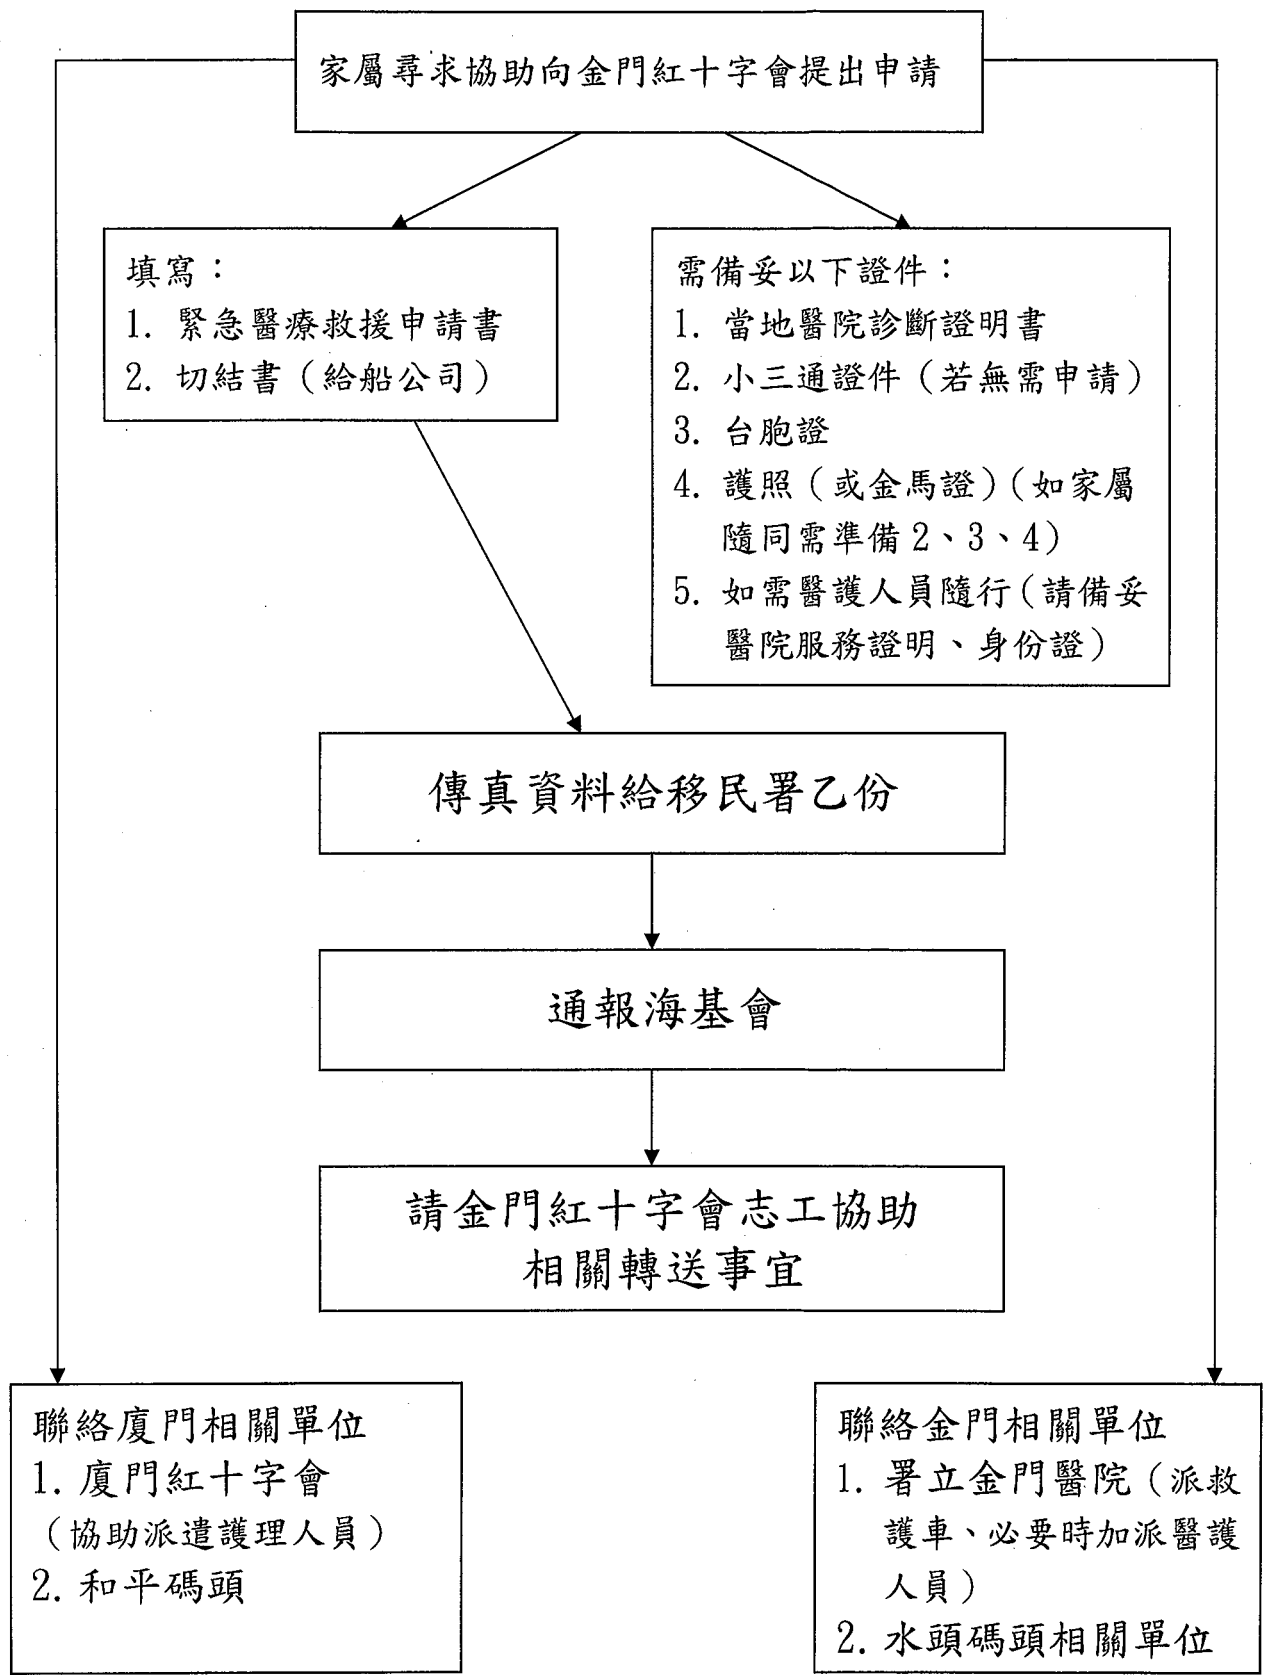 家屬尋求協助向金門紅十字會提出申請
填寫：
1. 緊急醫療救援申請書
2. 切結書（給船公司）
需備妥以下證件：
1. 當地醫院診斷證明書
2. 小三通證件（若無需申請）
3. 台胞證
4. 護照（或金馬證）（如家屬
隨同需準備2、3、4）
5. 如需醫護人員隨行（請備妥
醫院服務證明、身份證）
傳真資料給移民署乙份
通報海基會
請金門紅十字會志工協助
相關轉送事宜
聯絡廈門相關單位
1. 廈門紅十字會
（協助派遣護理人員）
2. 和平碼頭
聯絡金門相關單位
1. 署立金門醫院（派救
護車、必要時加派醫護
人員）
2. 水頭碼頭相關單位